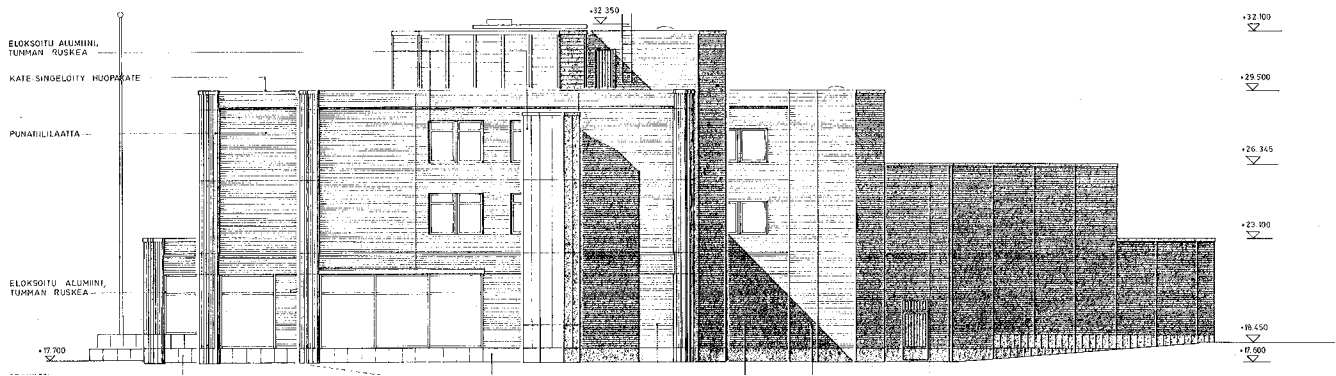 +32.350
+32.100
ELOKSOITU ALUMIINI,
TUMMAN RUSKEA
KATE SINGELÖITY HUOPAKATE
+29.500
PUNATIILILAATTA
+26.345
+23.100
ELOKSOITU ALUMIINI,
TUMMAN RUSKEA
+18.450
+17.700
+17.600